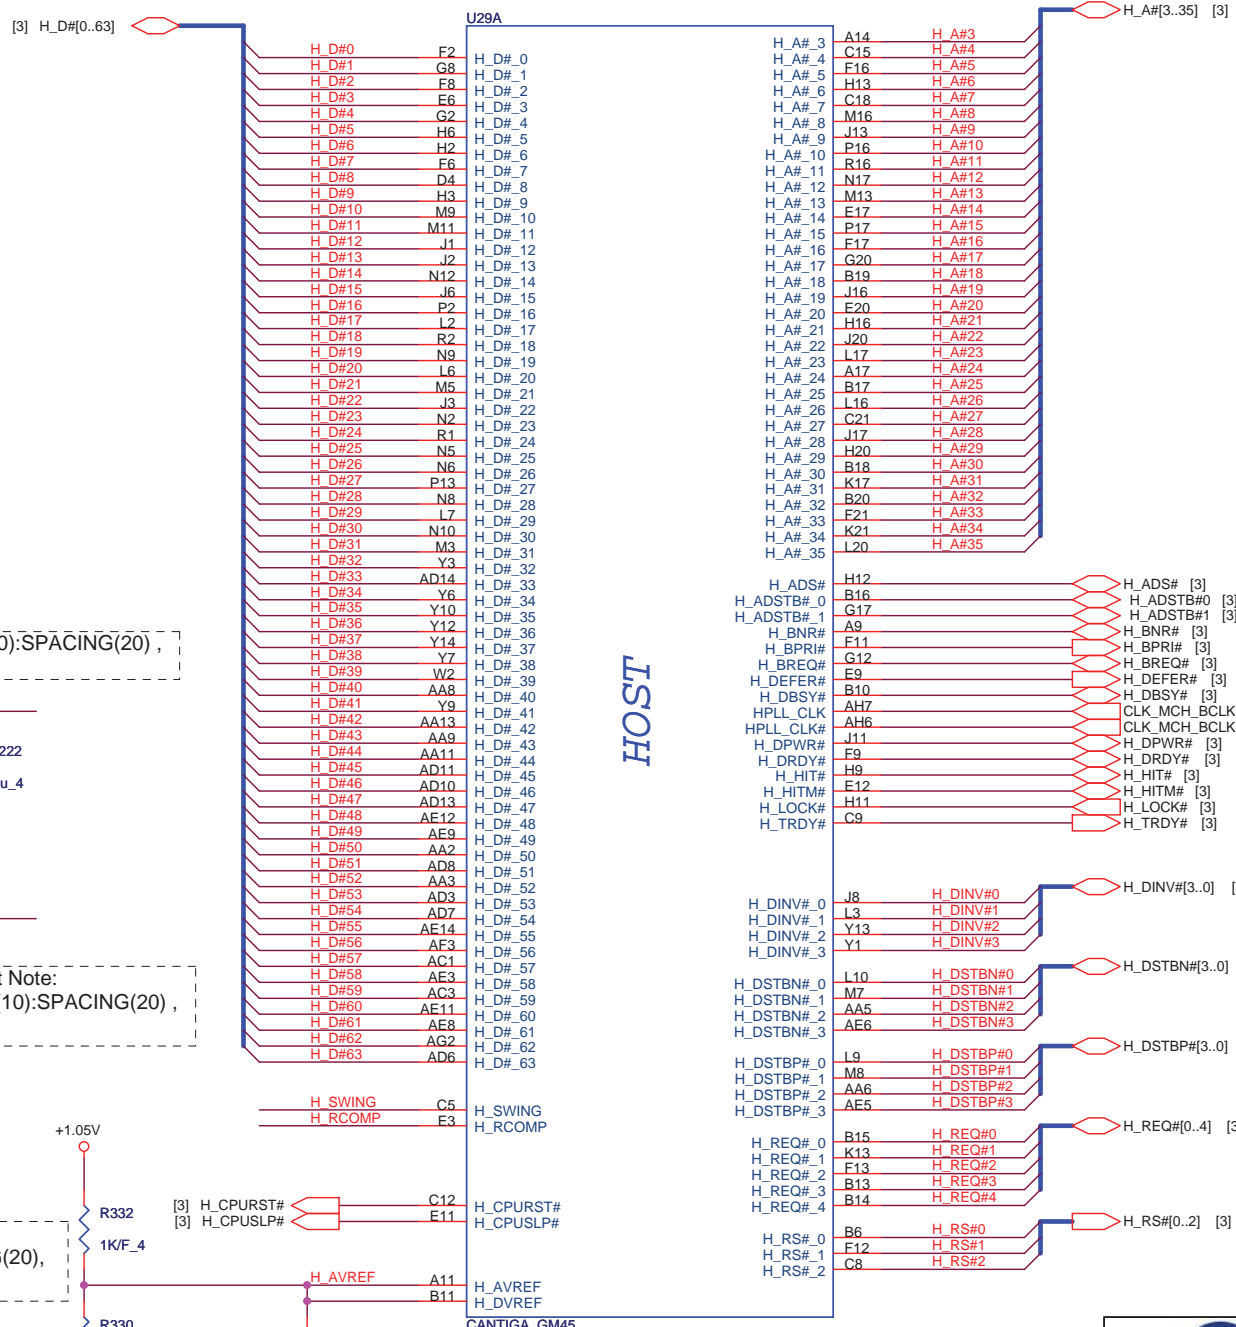 U29A
[3] H_D#[0..63]
H_A#[3..35] [3]
H_D#0 F2 H_D#_0
H_D#1 G8 H_D#_1
H_D#2 F8 H_D#_2
H_D#3 E6 H_D#_3
H_D#4 G2 H_D#_4
H_D#5 H6 H_D#_5
H_D#6 H2 H_D#_6
H_D#7 F6 H_D#_7
H_D#8 D4 H_D#_8
H_D#9 H3 H_D#_9
H_D#10 M9 H_D#_10
H_D#11 M11 H_D#_11
H_D#12 J1 H_D#_12
H_D#13 J2 H_D#_13
H_D#14 N12 H_D#_14
H_D#15 J6 H_D#_15
H_D#16 P2 H_D#_16
H_D#17 L2 H_D#_17
H_D#18 R2 H_D#_18
H_D#19 N9 H_D#_19
H_D#20 L6 H_D#_20
H_D#21 M5 H_D#_21
H_D#22 J3 H_D#_22
H_D#23 N2 H_D#_23
H_D#24 R1 H_D#_24
H_D#25 N5 H_D#_25
H_D#26 N6 H_D#_26
H_D#27 P13 H_D#_27
H_D#28 N8 H_D#_28
H_D#29 L7 H_D#_29
H_D#30 N10 H_D#_30
H_D#31 M3 H_D#_31
H_D#32 Y3 H_D#_32
H_D#33 AD14 H_D#_33
H_D#34 Y6 H_D#_34
H_D#35 Y10 H_D#_35
H_D#36 Y12 H_D#_36
H_D#37 Y14 H_D#_37
H_D#38 Y7 H_D#_38
H_D#39 W2 H_D#_39
H_D#40 AA8 H_D#_40
H_D#41 Y9 H_D#_41
H_D#42 AA13 H_D#_42
H_D#43 AA9 H_D#_43
H_D#44 AA11 H_D#_44
H_D#45 AD11 H_D#_45
H_D#46 AD10 H_D#_46
H_D#47 AD13 H_D#_47
H_D#48 AE12 H_D#_48
H_D#49 AE9 H_D#_49
H_D#50 AA2 H_D#_50
H_D#51 AD8 H_D#_51
H_D#52 AA3 H_D#_52
H_D#53 AD3 H_D#_53
H_D#54 AD7 H_D#_54
H_D#55 AE14 H_D#_55
H_D#56 AF3 H_D#_56
H_D#57 AC1 H_D#_57
H_D#58 AE3 H_D#_58
H_D#59 AC3 H_D#_59
H_D#60 AE11 H_D#_60
H_D#61 AE8 H_D#_61
H_D#62 AG2 H_D#_62
H_D#63 AD6 H_D#_63
H_SWING C5 H_SWING
H_RCOMP E3 H_RCOMP
[3] H_CPURST# C12 H_CPURST#
[3] H_CPUSLP# E11 H_CPUSLP#
H_AVREF A11 H_AVREF
B11 H_DVREF
HOST
H_A#_3 A14 H_A#3
H_A#_4 C15 H_A#4
H_A#_5 F16 H_A#5
H_A#_6 H13 H_A#6
H_A#_7 C18 H_A#7
H_A#_8 M16 H_A#8
H_A#_9 J13 H_A#9
H_A#_10 P16 H_A#10
H_A#_11 R16 H_A#11
H_A#_12 N17 H_A#12
H_A#_13 M13 H_A#13
H_A#_14 E17 H_A#14
H_A#_15 P17 H_A#15
H_A#_16 F17 H_A#16
H_A#_17 G20 H_A#17
H_A#_18 B19 H_A#18
H_A#_19 J16 H_A#19
H_A#_20 E20 H_A#20
H_A#_21 H16 H_A#21
H_A#_22 J20 H_A#22
H_A#_23 L17 H_A#23
H_A#_24 A17 H_A#24
H_A#_25 B17 H_A#25
H_A#_26 L16 H_A#26
H_A#_27 C21 H_A#27
H_A#_28 J17 H_A#28
H_A#_29 H20 H_A#29
H_A#_30 B18 H_A#30
H_A#_31 K17 H_A#31
H_A#_32 B20 H_A#32
H_A#_33 F21 H_A#33
H_A#_34 K21 H_A#34
H_A#_35 L20 H_A#35
H_ADS# H12 H_ADS# [3]
H_ADSTB#_0 B16 H_ADSTB#0 [3]
H_ADSTB#_1 G17 H_ADSTB#1 [3]
H_BNR# A9 H_BNR# [3]
H_BPRI# F11 H_BPRI# [3]
H_BREQ# G12 H_BREQ# [3]
H_DEFER# E9 H_DEFER# [3]
H_DBSY# B10 H_DBSY# [3]
HPLL_CLK AH7 CLK_MCH_BCLK
HPLL_CLK# AH6 CLK_MCH_BCLK
H_DPWR# J11 H_DPWR# [3]
H_DRDY# F9 H_DRDY# [3]
H_HIT# H9 H_HIT# [3]
H_HITM# E12 H_HITM# [3]
H_LOCK# H11 H_LOCK# [3]
H_TRDY# C9 H_TRDY# [3]
H_DINV#[3..0] [
H_DINV#_0 J8 H_DINV#0
H_DINV#_1 L3 H_DINV#1
H_DINV#_2 Y13 H_DINV#2
H_DINV#_3 Y1 H_DINV#3
H_DSTBN#[3..0]
H_DSTBN#_0 L10 H_DSTBN#0
H_DSTBN#_1 M7 H_DSTBN#1
H_DSTBN#_2 AA5 H_DSTBN#2
H_DSTBN#_3 AE6 H_DSTBN#3
H_DSTBP#[3..0]
H_DSTBP#_0 L9 H_DSTBP#0
H_DSTBP#_1 M8 H_DSTBP#1
H_DSTBP#_2 AA6 H_DSTBP#2
H_DSTBP#_3 AE5 H_DSTBP#3
H_REQ#[0..4] [3
H_REQ#_0 B15 H_REQ#0
H_REQ#_1 K13 H_REQ#1
H_REQ#_2 F13 H_REQ#2
H_REQ#_3 B13 H_REQ#3
H_REQ#_4 B14 H_REQ#4
H_RS#[0..2] [3]
H_RS#_0 B6 H_RS#0
H_RS#_1 F12 H_RS#1
H_RS#_2 C8 H_RS#2
0):SPACING(20) ,
222
u_4
t Note:
(10):SPACING(20) ,
+1.05V
R332
1K/F_4
(20),
R330
CANTIGA_GM45